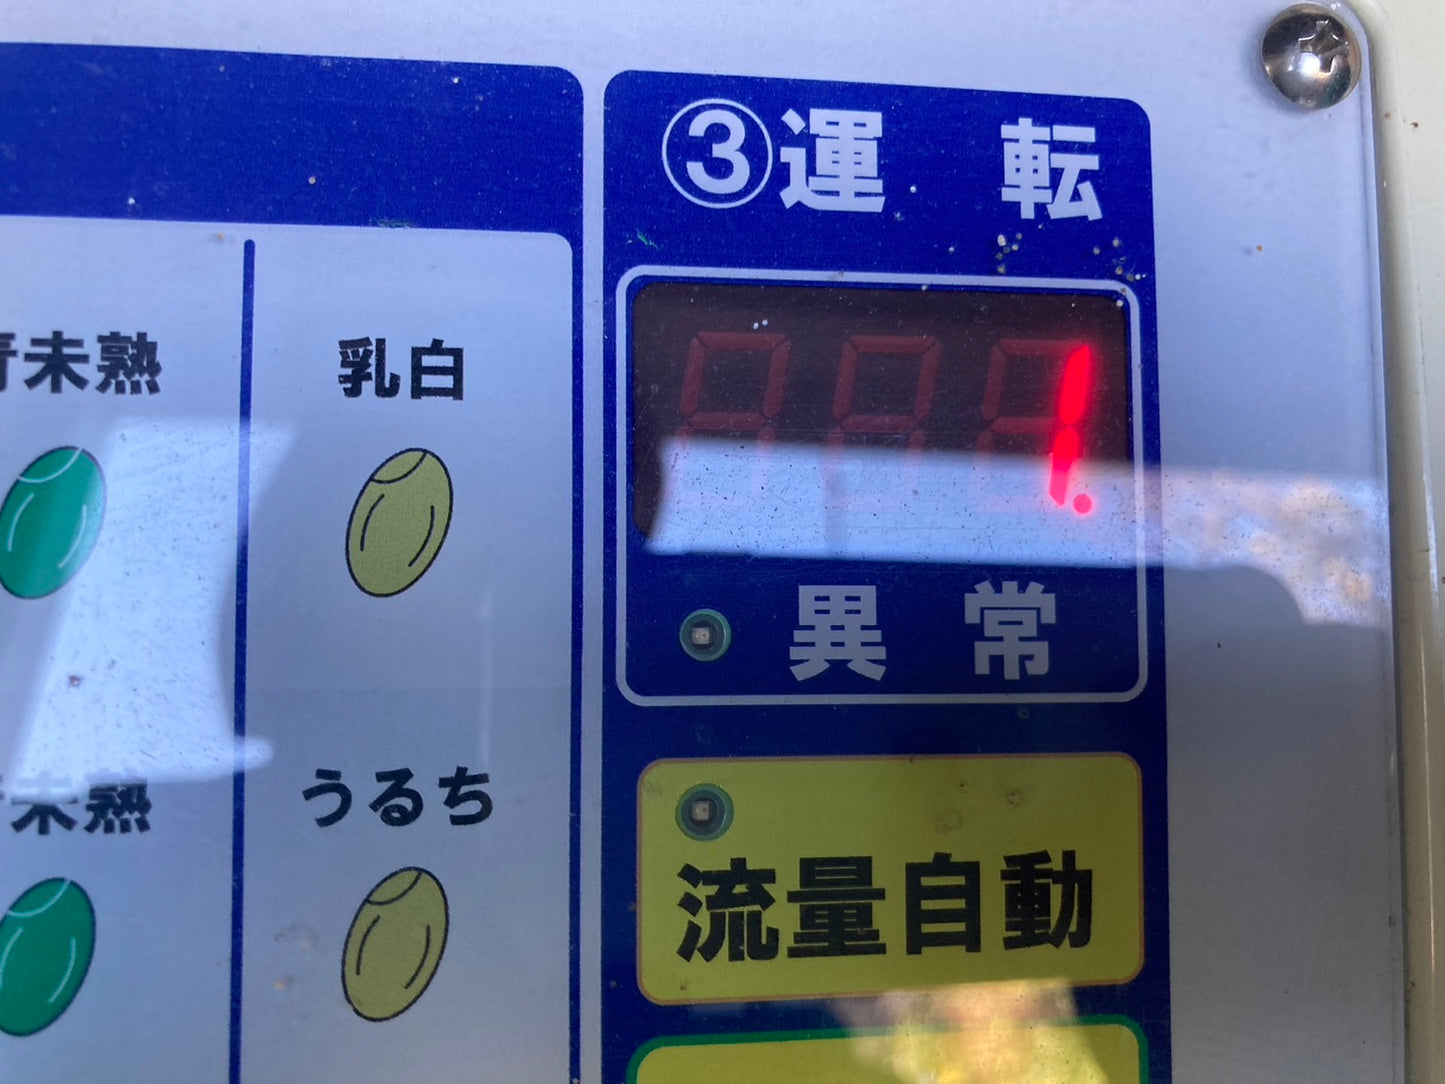 ③運 転
1.
異 常
流量自動
青未熟 乳白
未熟 うるち